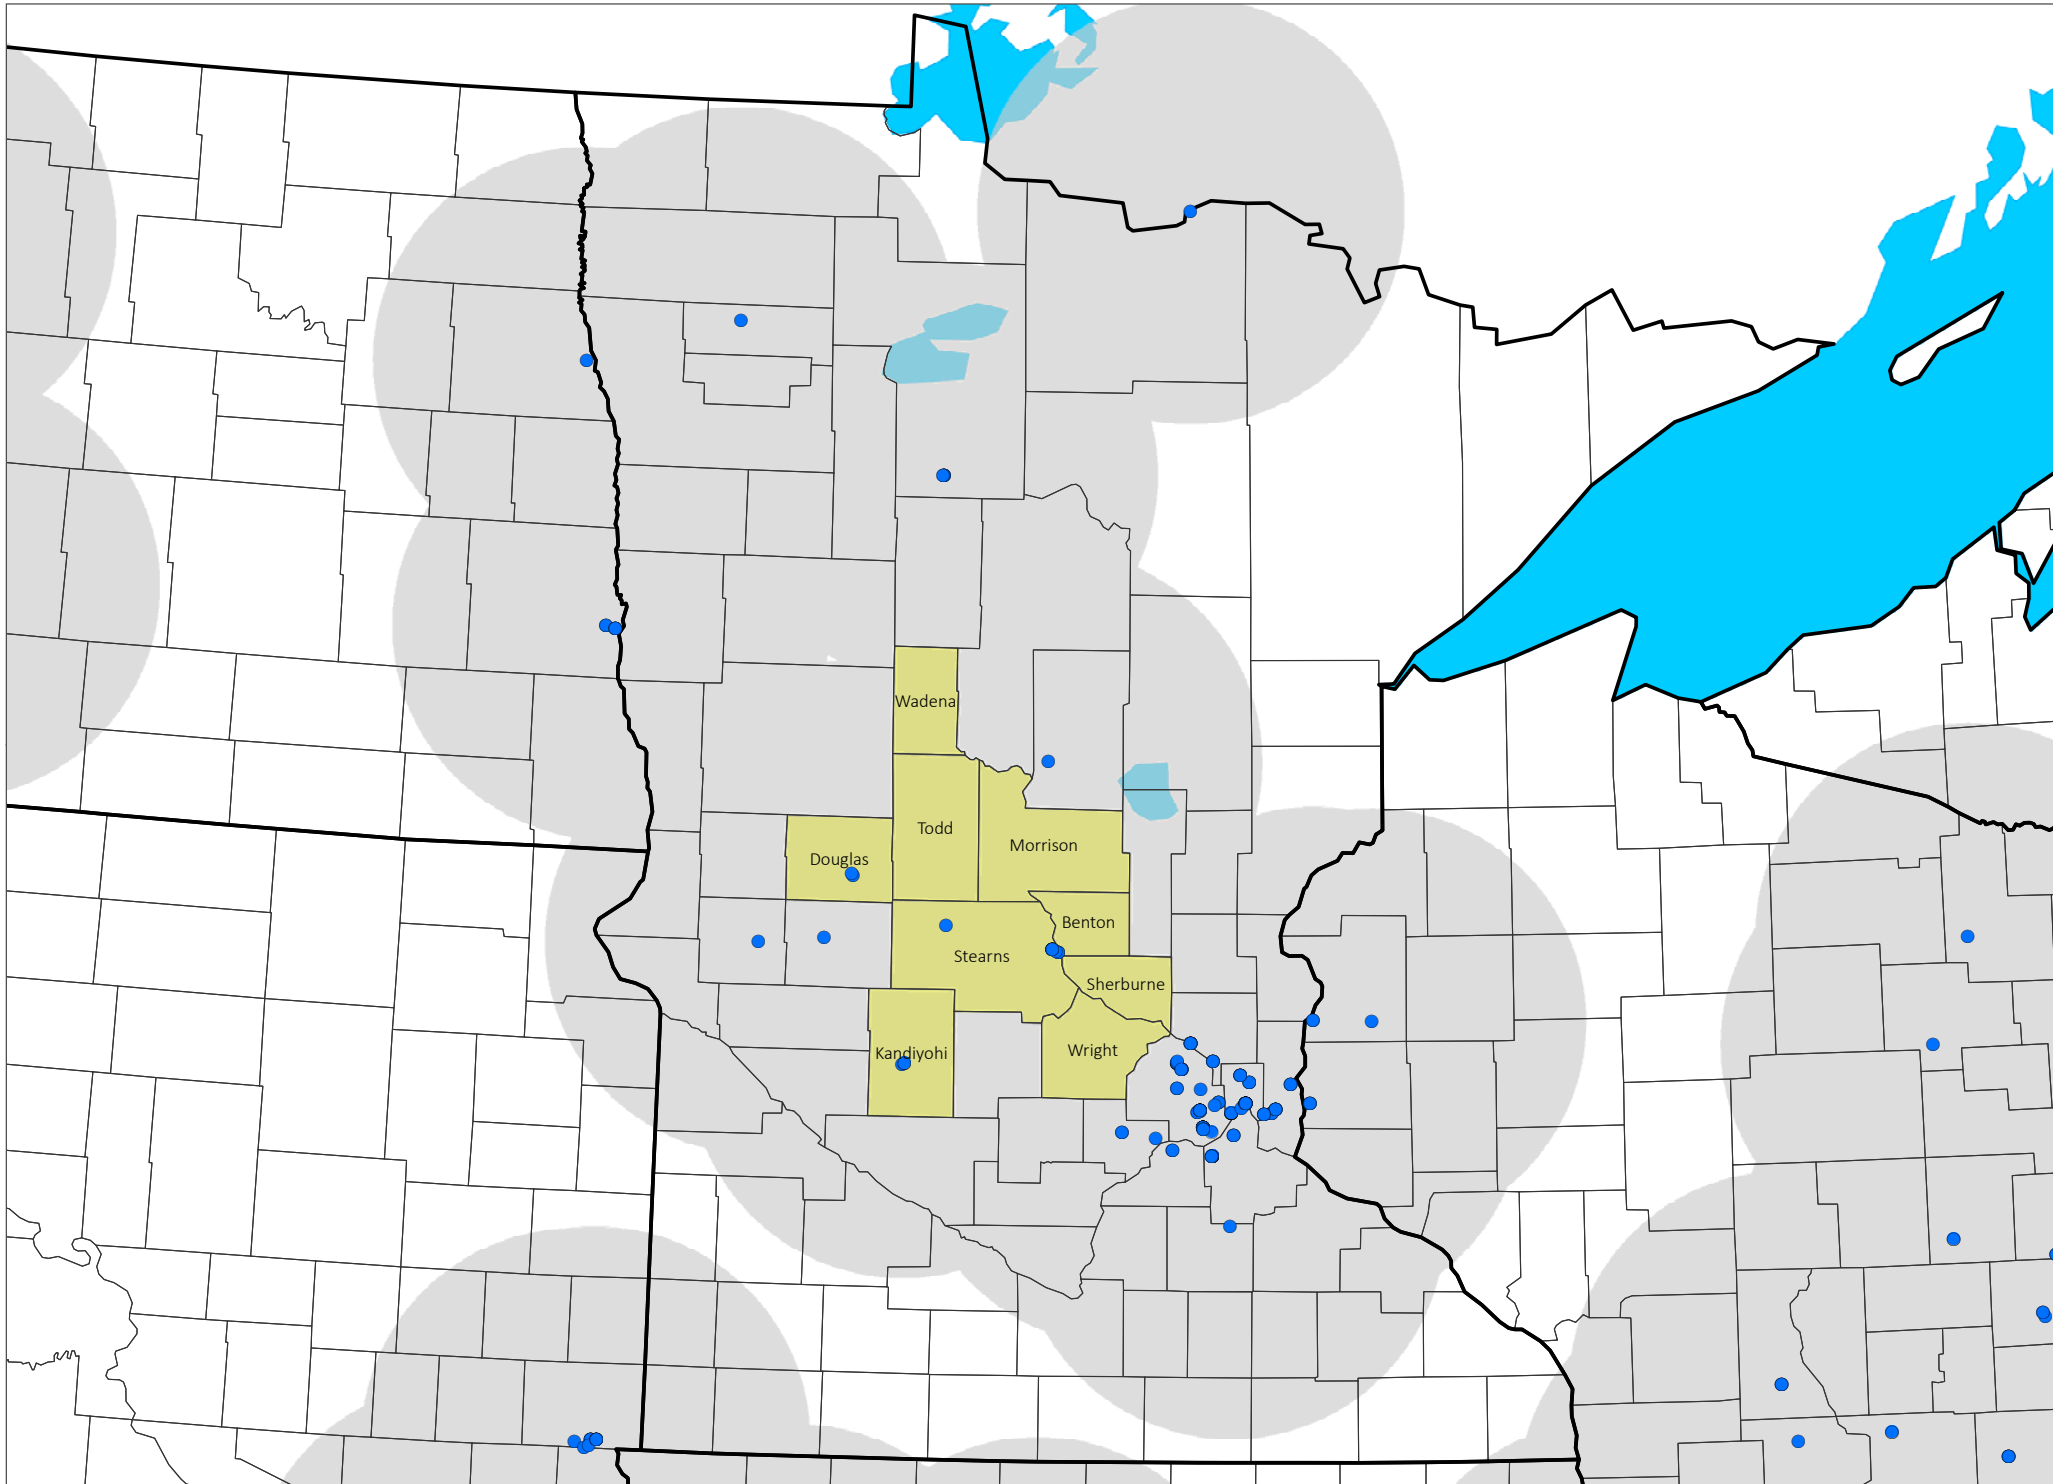 Wadena
Todd
Morrison
Douglas
Benton
Stearns
Sherburne
Kandiyohi
Wright